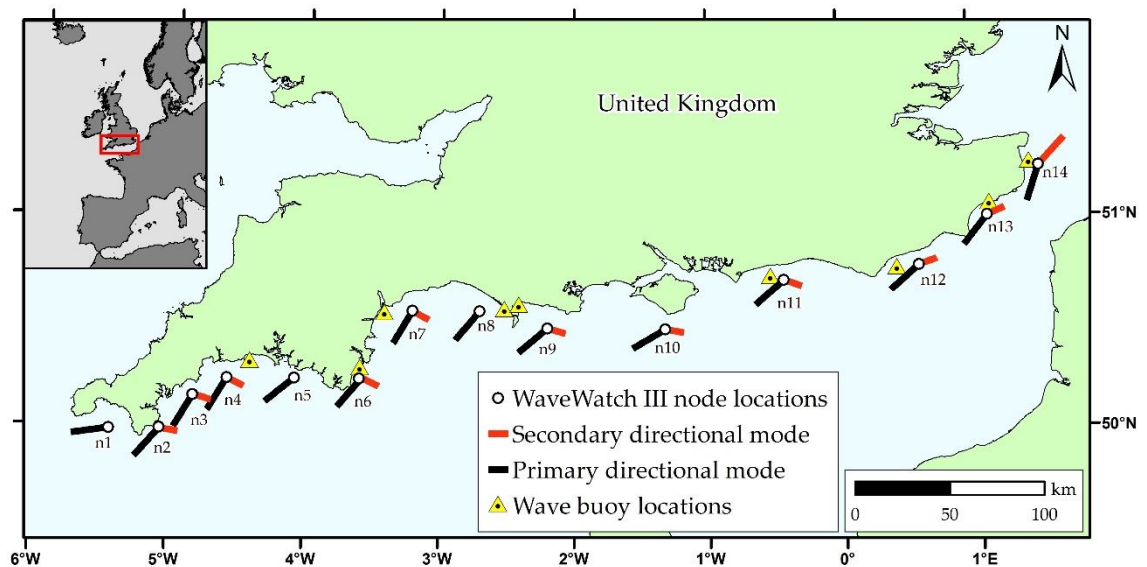 United Kingdom
N
n14
n13
n12
n11
n10
n9
n8
n7
n6
n5
n4
n3
n2
n1
51°N
50°N
WaveWatch III node locations
Secondary directional mode
Primary directional mode
Wave buoy locations
km
0 50 100
6°W 5°W 4°W 3°W 2°W 1°W 0° 1°E